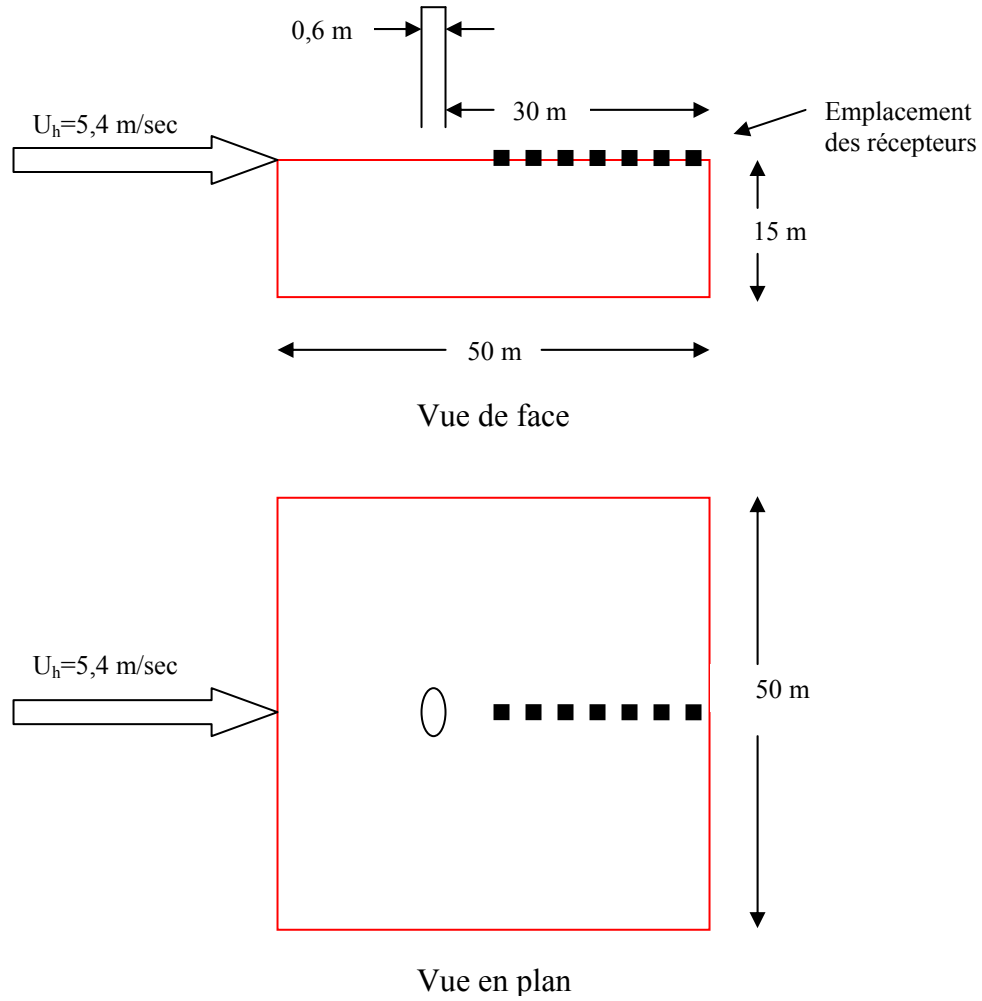 0,6 m
30 m
Emplacement
des récepteurs
U_h=5,4 m/sec
15 m
50 m
Vue de face
U_h=5,4 m/sec
50 m
Vue en plan